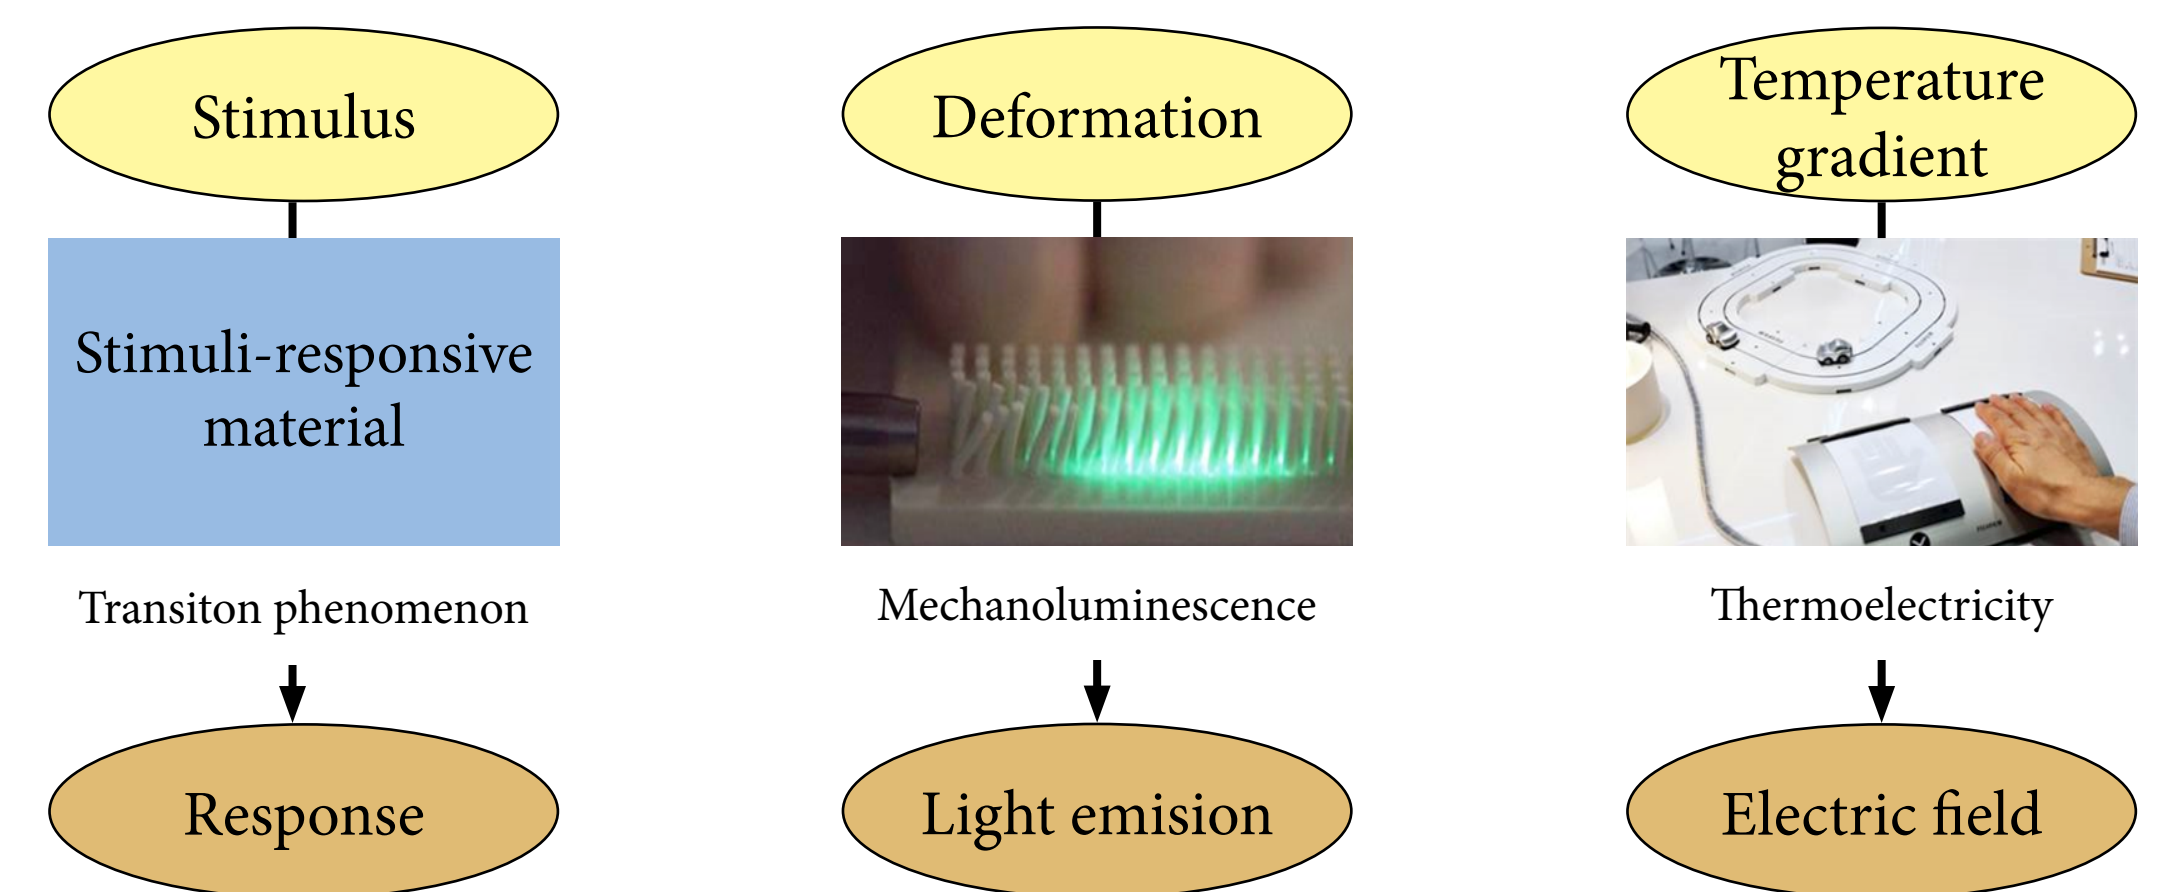 Stimulus
Stimuli-responsive
material
Transiton phenomenon
Response
Deformation
Mechanoluminescence
Light emision
Temperature
gradient
Thermoelectricity
Electric field